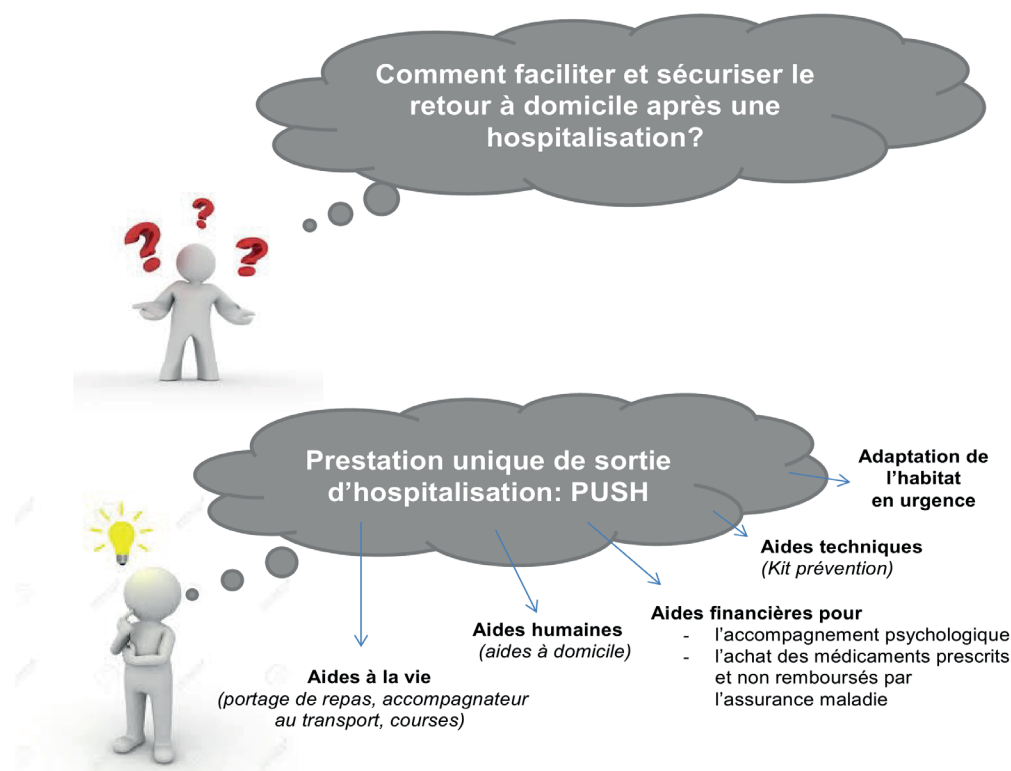 Comment faciliter et sécuriser le
retour à domicile après une
hospitalisation?
? ? ?
Prestation unique de sortie
d’hospitalisation: PUSH
Adaptation de
l’habitat
en urgence
Aides techniques
(Kit prévention)
Aides financières pour
- l’accompagnement psychologique
- l’achat des médicaments prescrits
et non remboursés par
l’assurance maladie
Aides humaines
(aides à domicile)
Aides à la vie
(portage de repas, accompagnateur
au transport, courses)